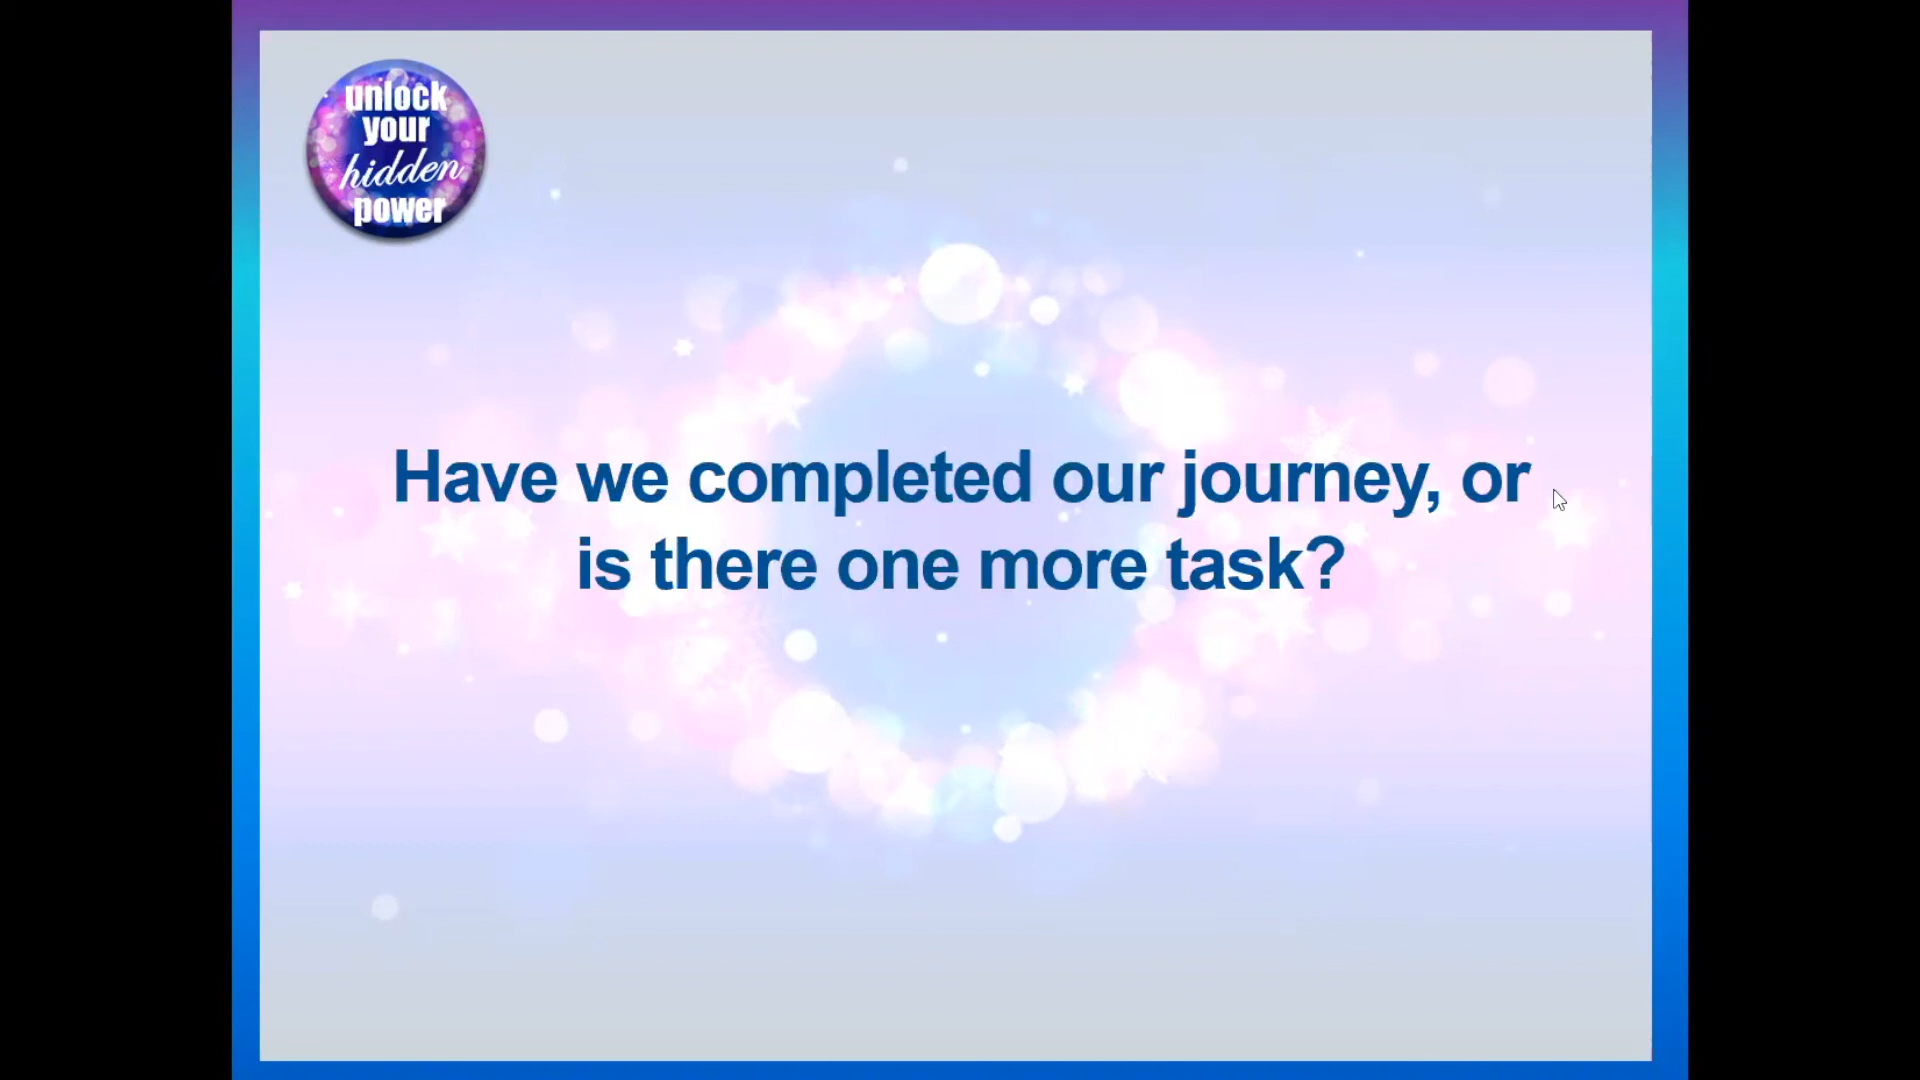 unlock
your
hidden
power
Have we completed our journey, or
is there one more task?